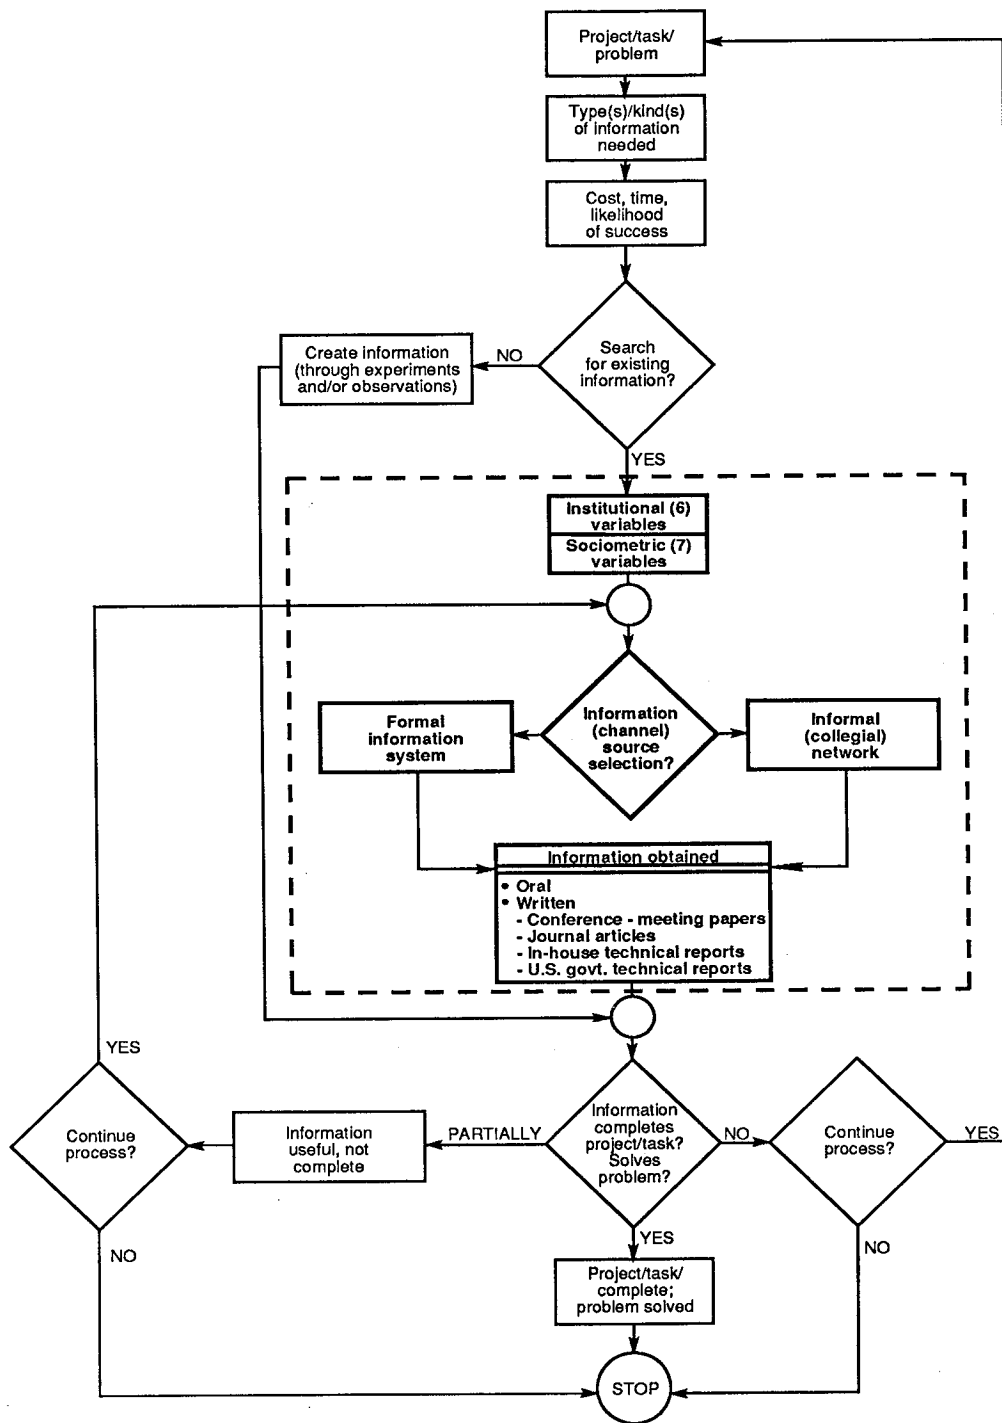 Project/task/
problem
Type(s)/kind(s)
of information
needed
Cost, time,
likelihood
of success
Search
for existing
information?
NO
Create information
(through experiments
and/or observations)
YES
Institutional (6)
variables
Sociometric (7)
variables
Information
(channel)
source
selection?
Formal
information
system
Informal
(collegial)
network
Information obtained
• Oral
• Written
- Conference - meeting papers
- Journal articles
- In-house technical reports
- U.S. govt. technical reports
Information
completes
project/task?
Solves
problem?
PARTIALLY
Information
useful, not
complete
Continue
process?
YES
NO
NO
Continue
process?
YES
NO
YES
Project/task/
complete;
problem solved
STOP